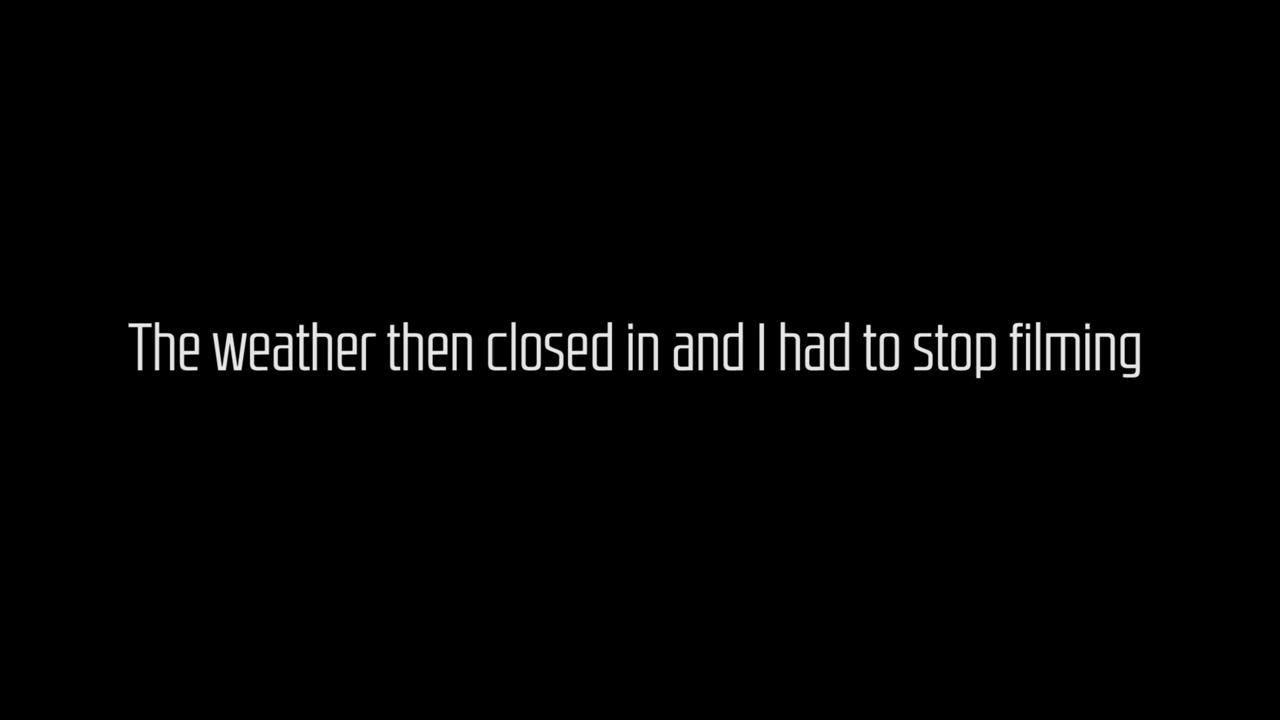 The weather then closed in and I had to stop filming